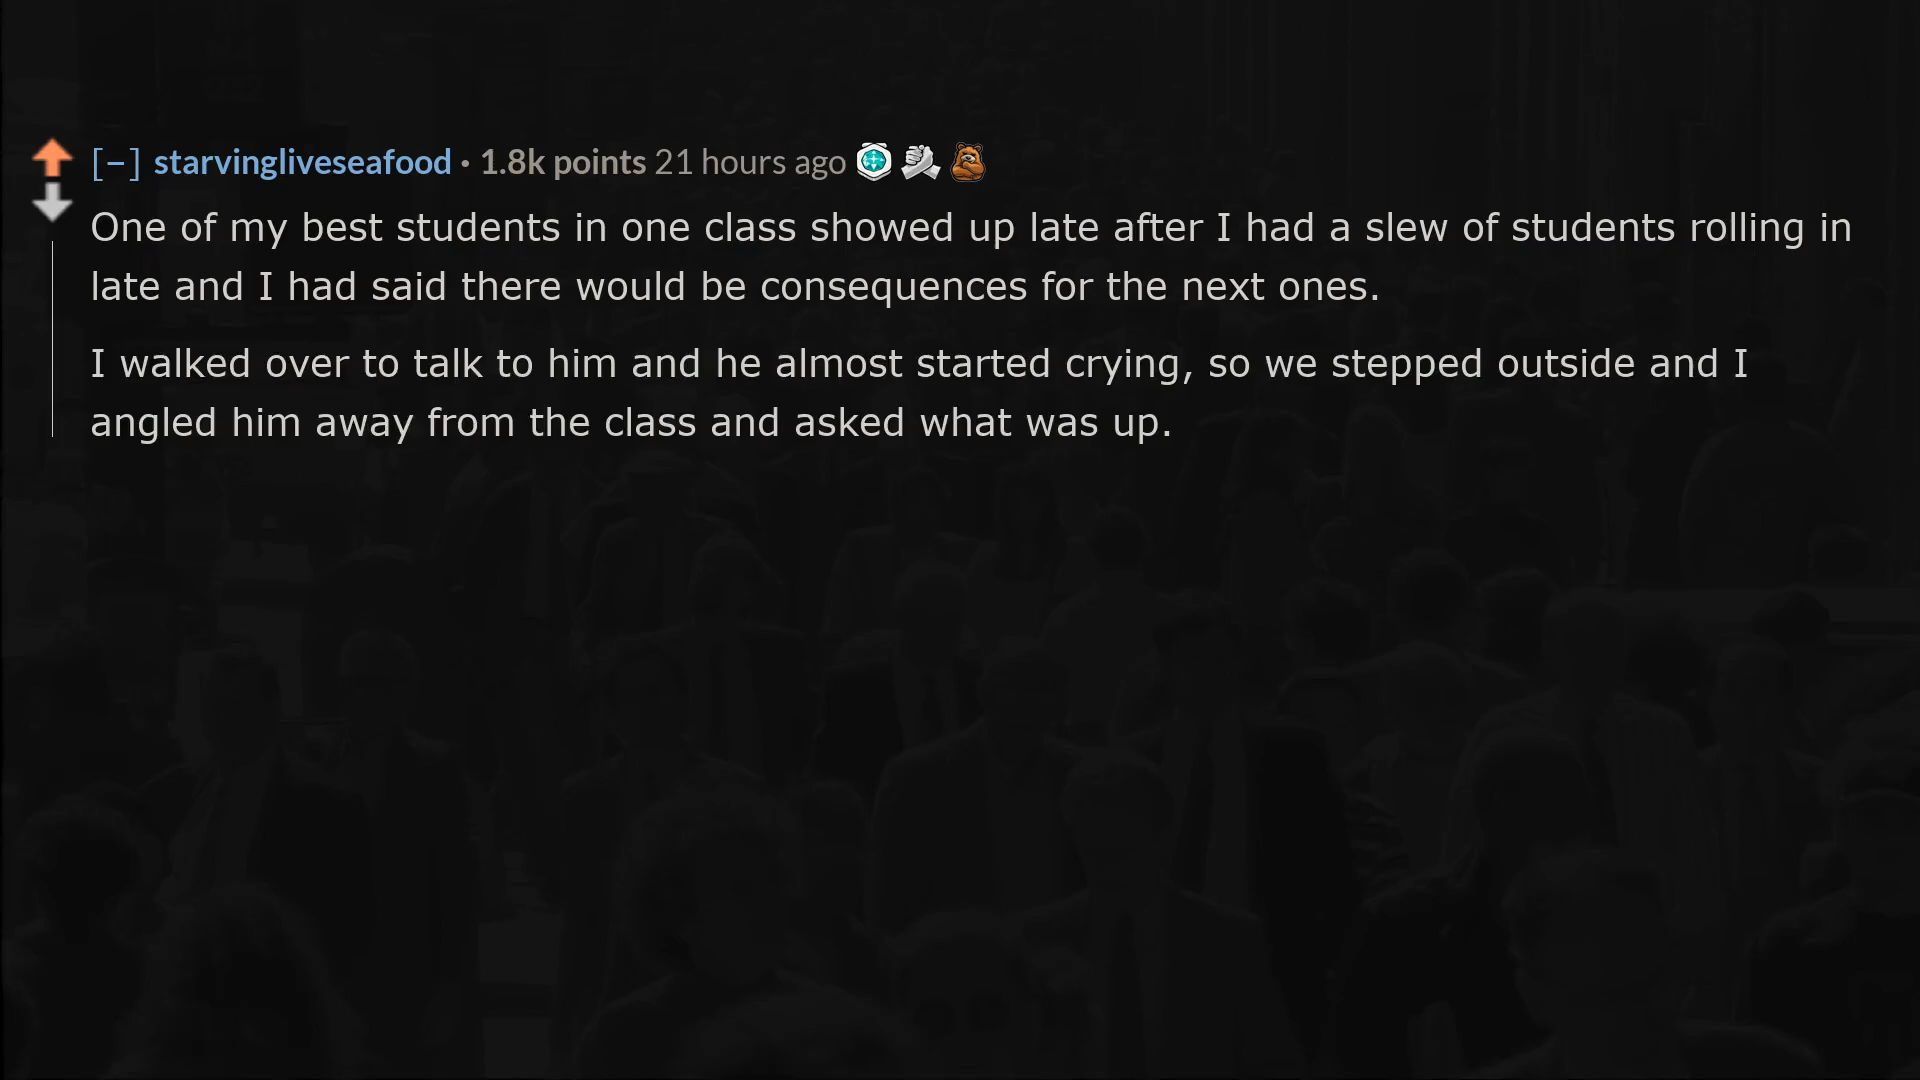 [–] starvingliveseafood • 1.8k points 21 hours ago
One of my best students in one class showed up late after I had a slew of students rolling in
late and I had said there would be consequences for the next ones.
I walked over to talk to him and he almost started crying, so we stepped outside and I
angled him away from the class and asked what was up.